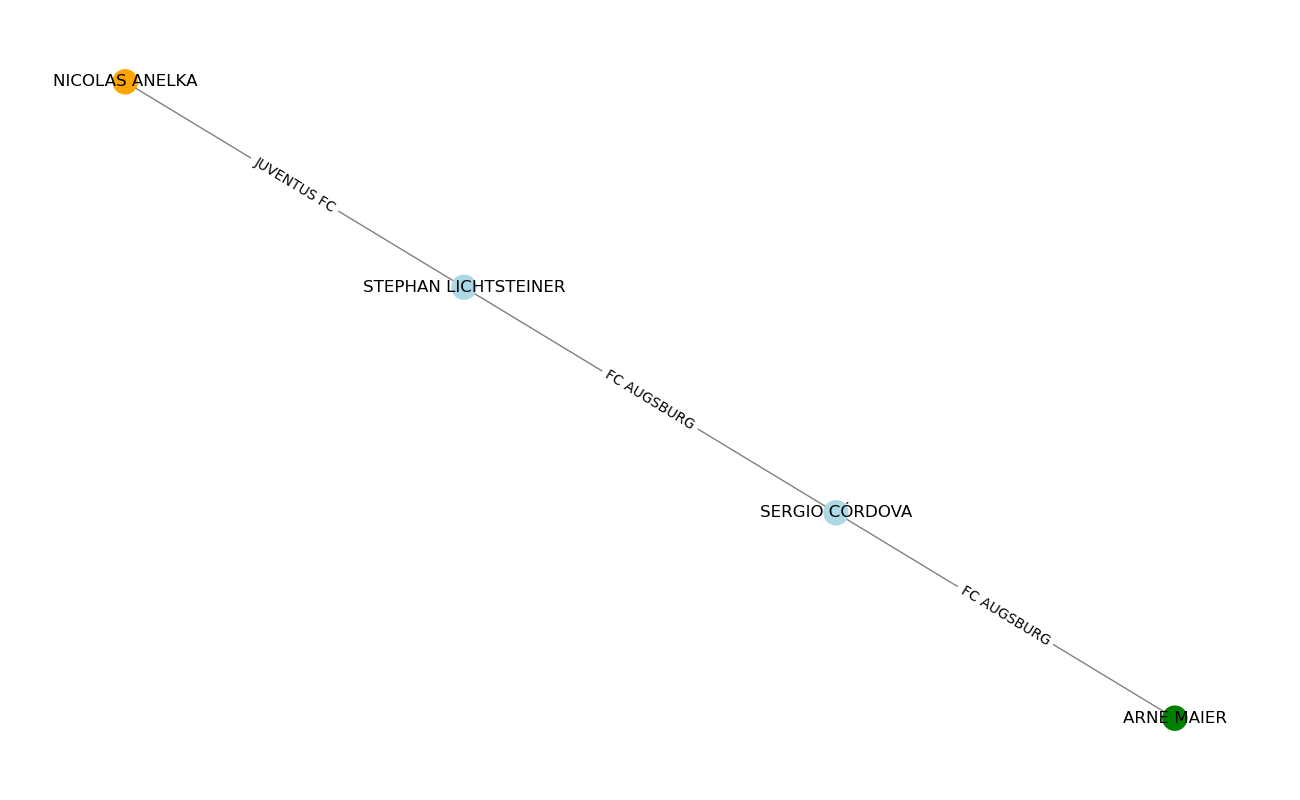 NICOLAS ANELKA
JUVENTUS FC
STEPHAN LICHTSTEINER
FC AUGSBURG
SERGIO CÓRDOVA
FC AUGSBURG
ARNE MAIER